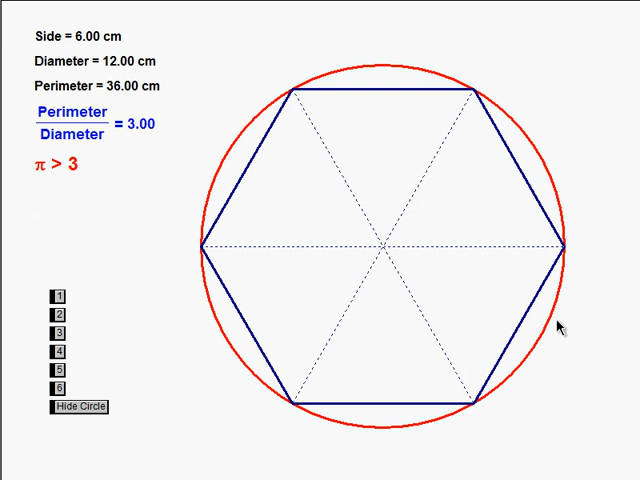 Side = 6.00 cm
Diameter = 12.00 cm
Perimeter = 36.00 cm
Perimeter
Diameter
= 3.00
π > 3
1
2
3
4
5
6
Hide Circle